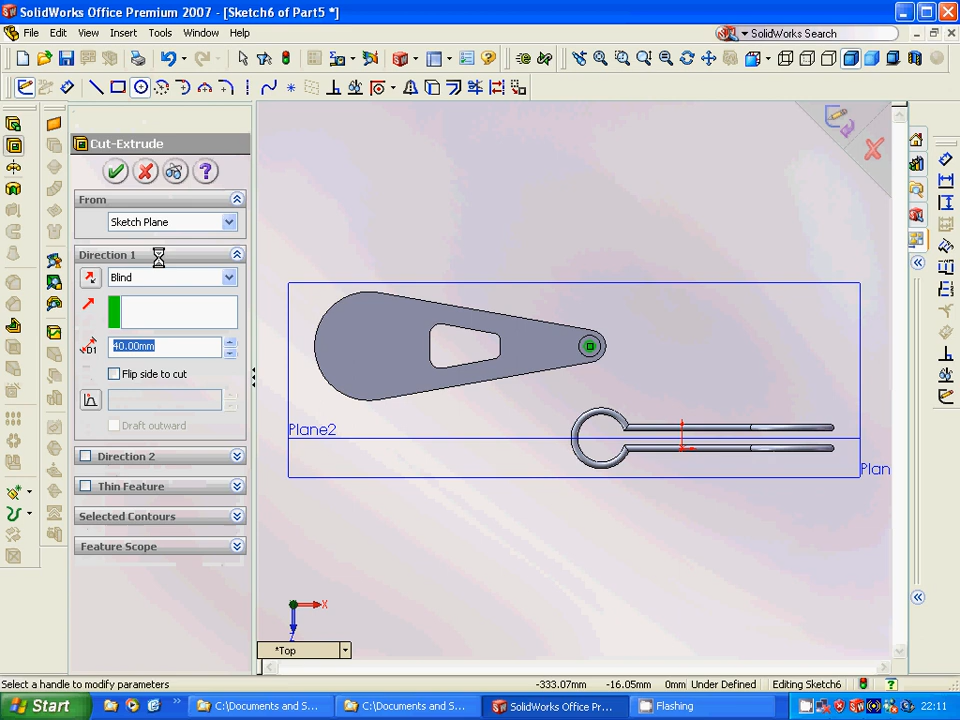 SolidWorks Office Premium 2007 - [Sketch6 of Part5 *]
File Edit View Insert Tools Window Help
SolidWorks Search
Cut-Extrude
From
Sketch Plane
Direction 1
Blind
D1
40.00mm
Flip side to cut
Draft outward
Direction 2
Thin Feature
Selected Contours
Feature Scope
Plane2
Plan
X
Z
*Top
Select a handle to modify parameters
-333.07mm -16.05mm 0mm Under Defined Editing Sketch6
Start
C:\Documents and S...
C:\Documents and S...
SolidWorks Office Pr...
Flashing
22:11